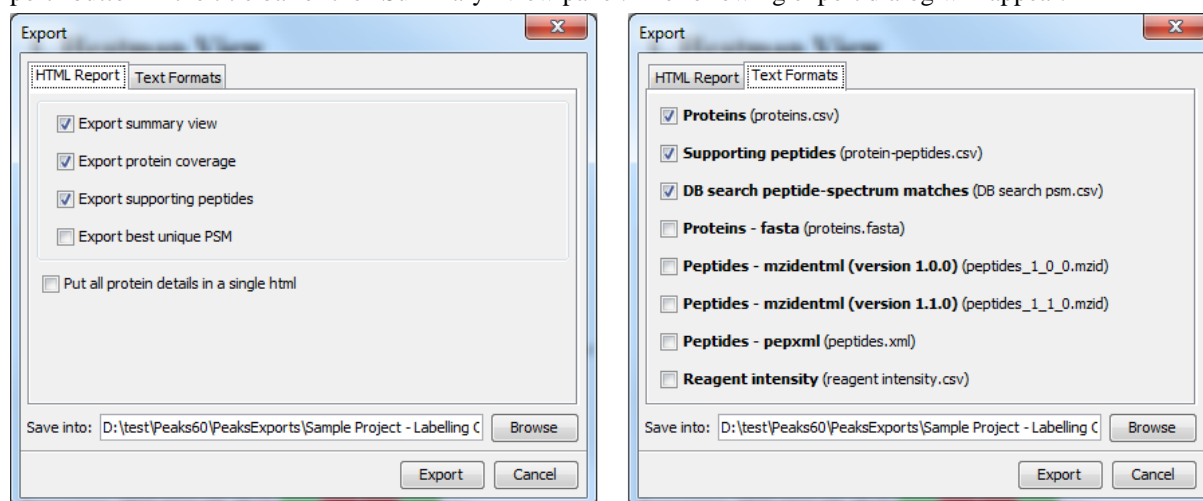 Export
HTML Report Text Formats
Export summary view
Export protein coverage
Export supporting peptides
Export best unique PSM
Put all protein details in a single html
Save into: D:\test\Peaks60\PeaksExports\Sample Project - Labelling Browse
Export Cancel
Export
HTML Report Text Formats
Proteins (proteins.csv)
Supporting peptides (protein-peptides.csv)
DB search peptide-spectrum matches (DB search psm.csv)
Proteins - fasta (proteins.fasta)
Peptides - mzidentml (version 1.0.0) (peptides_1_0_0.mzid)
Peptides - mzidentml (version 1.1.0) (peptides_1_1_0.mzid)
Peptides - pepxml (peptides.xml)
Reagent intensity (reagent intensity.csv)
Save into: D:\test\Peaks60\PeaksExports\Sample Project - Labelling Browse
Export Cancel